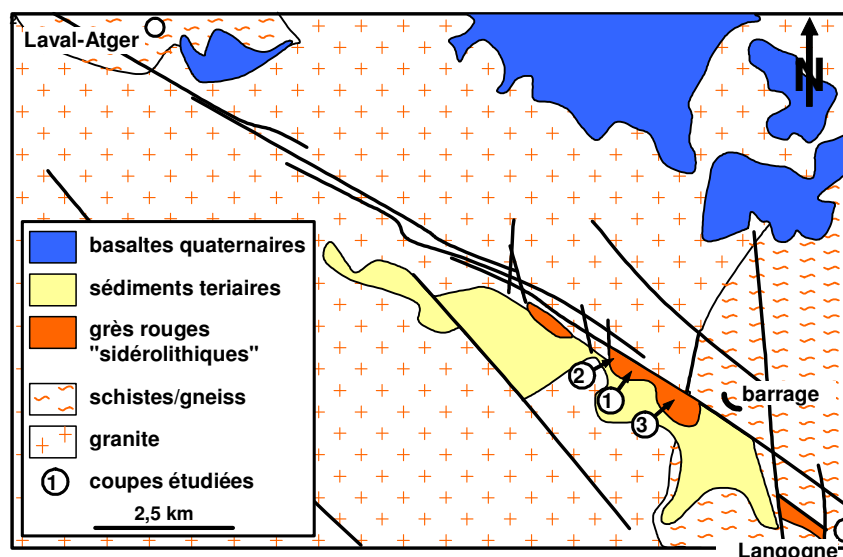 Laval-Atger
N
basaltes quaternaires
sédiments teriaires
grès rouges
"sidérolithiques"
schistes/gneiss
granite
1 coupes étudiées
2,5 km
2
1
3
barrage
Langogne